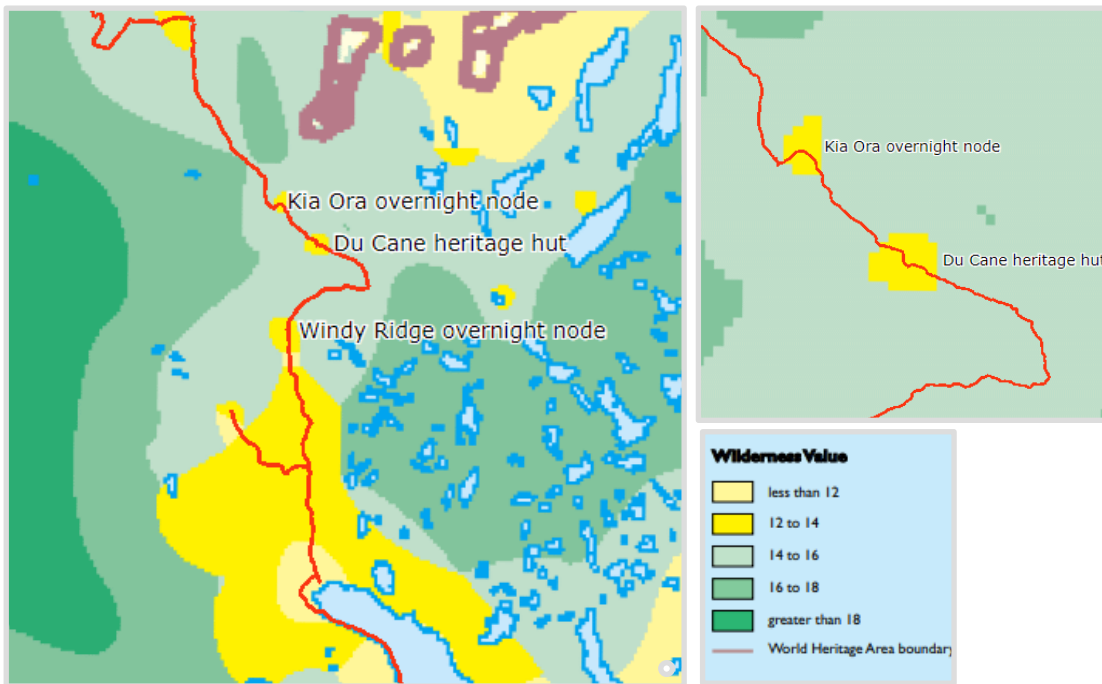 Kia Ora overnight node
Du Cane heritage hut
Windy Ridge overnight node
Kia Ora overnight node
Du Cane heritage hut
Wilderness Value
less than 12
12 to 14
14 to 16
16 to 18
greater than 18
World Heritage Area boundary